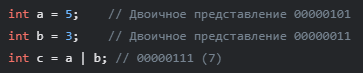 int a = 5;    // Двоичное представление 00000101
int b = 3;    // Двоичное представление 00000011
int c = a | b; // 00000111 (7)